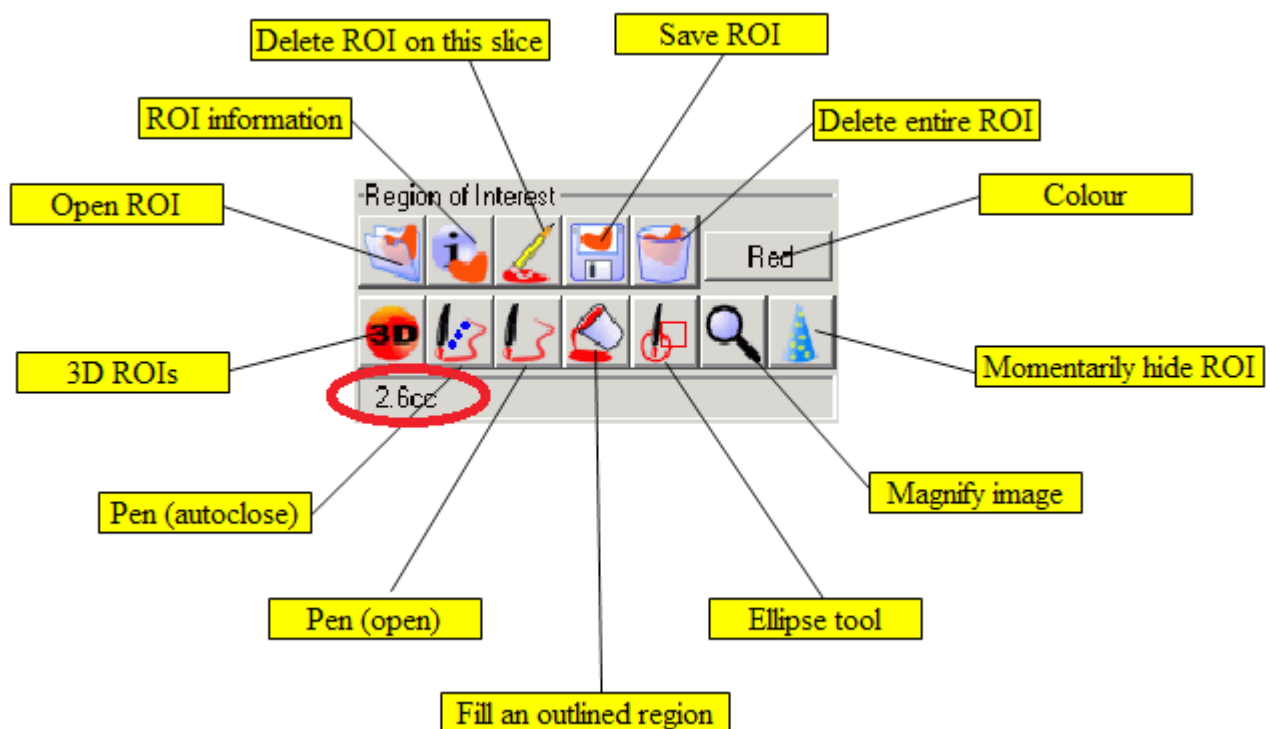 Delete ROI on this slice
Save ROI
ROI information
Delete entire ROI
Open ROI
Region of Interest
Colour
Red
3D
3D ROIs
Momentarily hide ROI
2.6cc
Pen (autoclose)
Magnify image
Pen (open)
Ellipse tool
Fill an outlined region